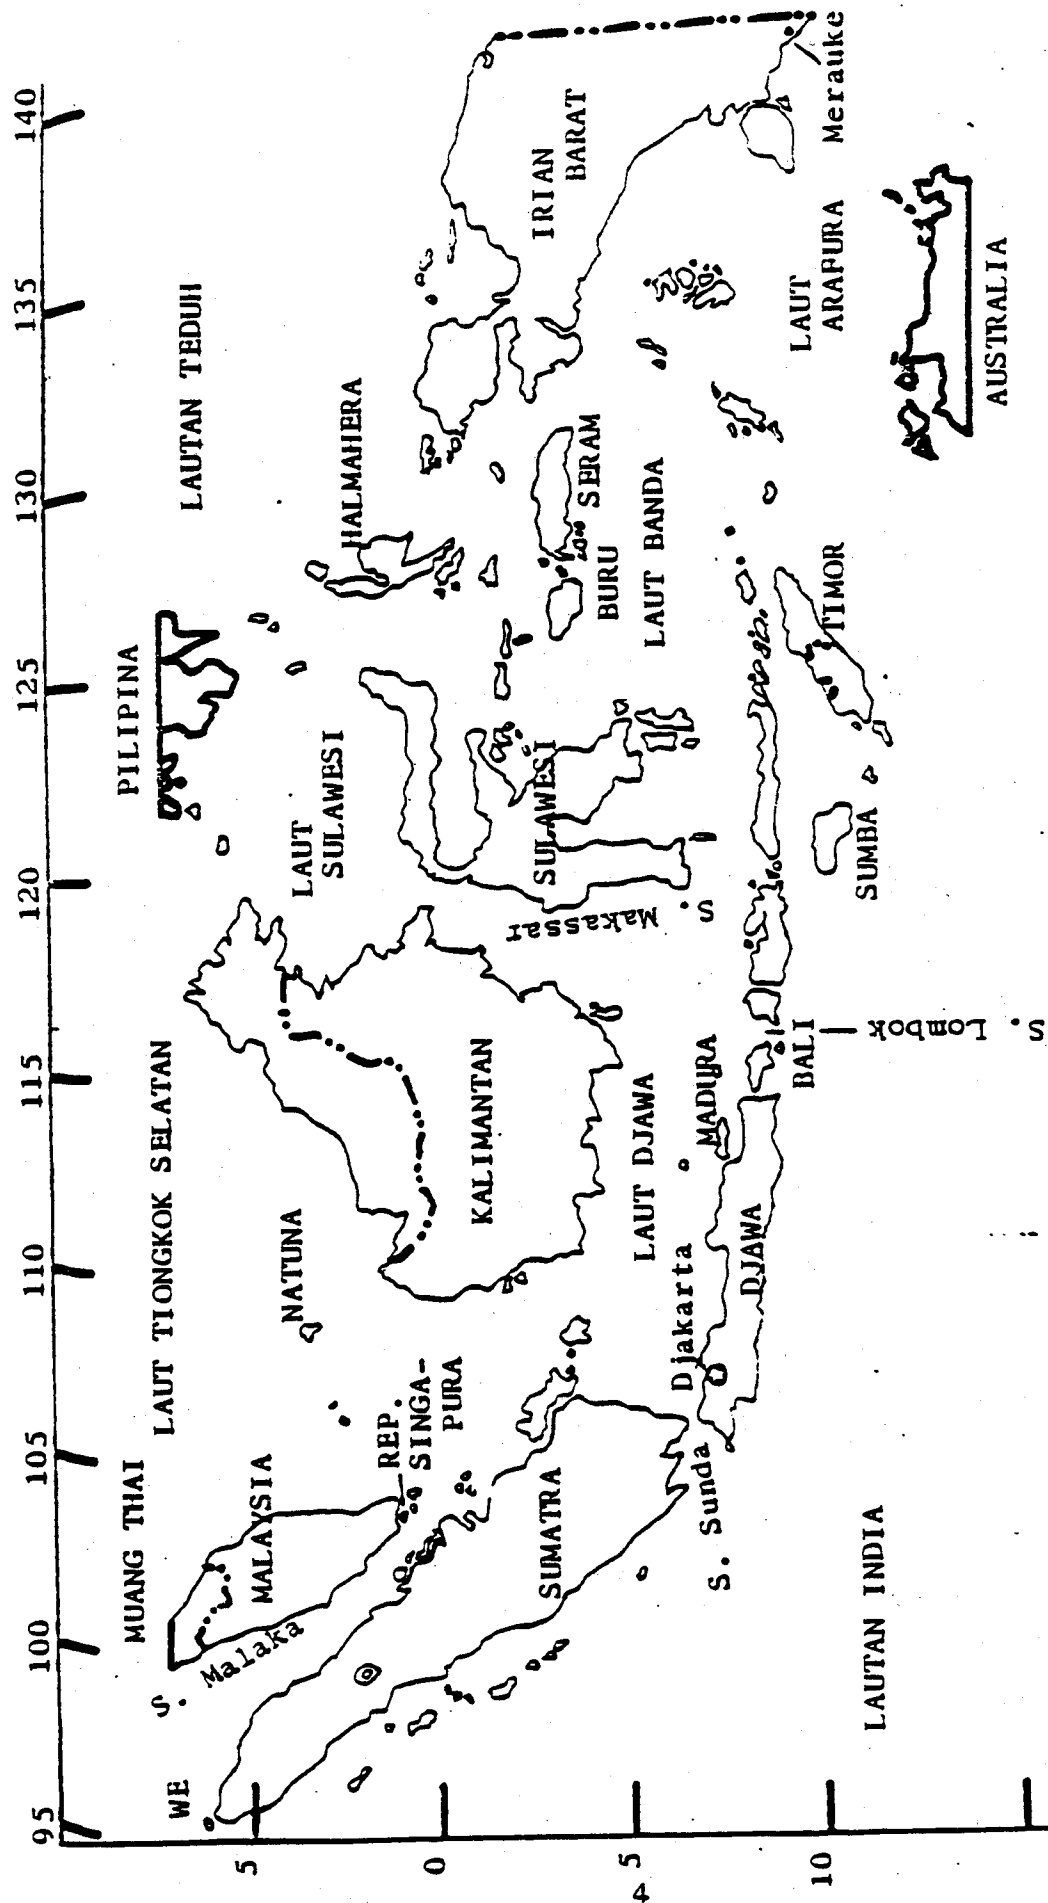 95 100 105 110 115 120 125 130 135 140
PILIPINA
MUANG THAI
LAUT TIONGKOK SELATAN
LAUTAN TEDUH
WE
S. Malaka
MALAYSIA
NATUNA
LAUT
SULAWESI
HALMAHERA
5
REP.
SINGA-
PURA
0
SUMATRA
KALIMANTAN
SULAWESI
S. Makassar
SERAM
BURU
IRIAN
BARAT
LAUT DJAWA
LAUT BANDA
5
S. Sunda
Djakarta
MADURA
DJAWA
BALI
S. Lombok
SUMBA
TIMOR
LAUT
ARAFURA
Merauke
10
LAUTAN INDIA
AUSTRALIA
4